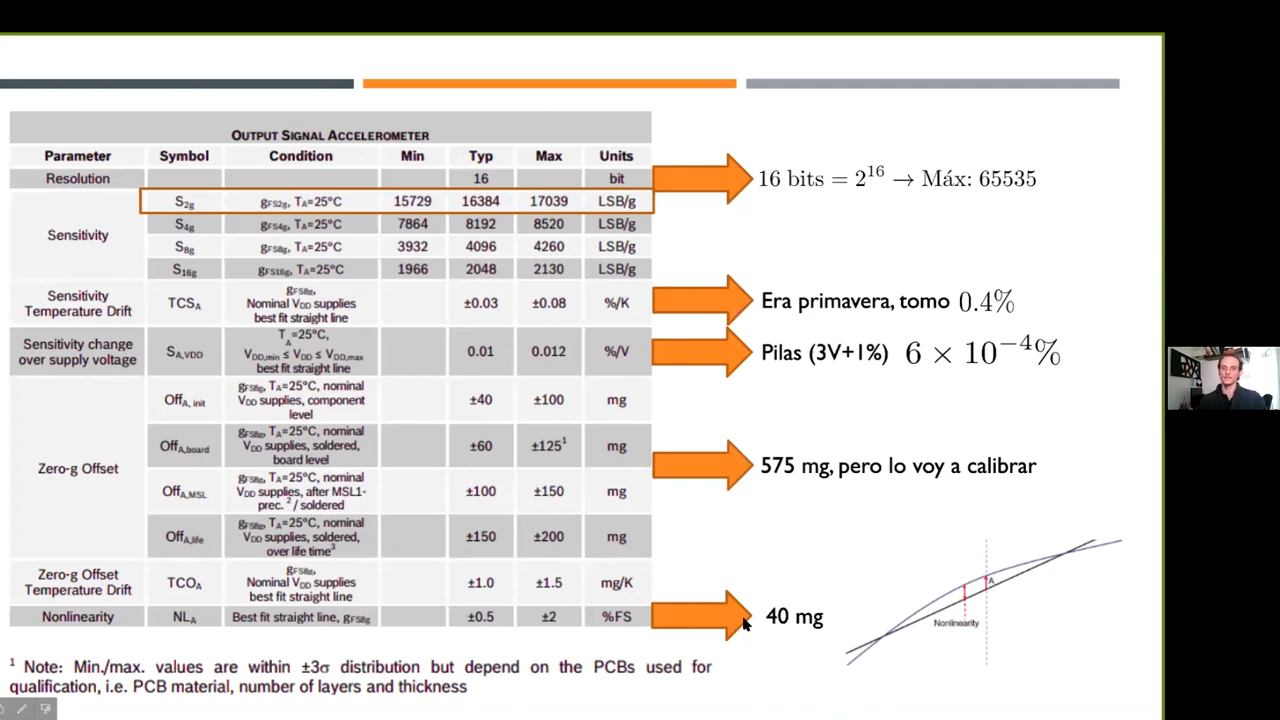 OUTPUT SIGNAL ACCELEROMETER
Parameter Symbol Condition Min Typ Max Units
Resolution 16 bit
16 bits = 2^16 → Máx: 65535
Sensitivity
S2g gFS2g, TA=25°C 15729 16384 17039 LSB/g
S4g gFS4g, TA=25°C 7864 8192 8520 LSB/g
S8g gFS8g, TA=25°C 3932 4096 4260 LSB/g
S16g gFS16g, TA=25°C 1966 2048 2130 LSB/g
Sensitivity
Temperature Drift
TCSA
gFS8g,
Nominal VDD supplies
best fit straight line
±0.03 ±0.08 %/K
Era primavera, tomo 0.4%
Sensitivity change
over supply voltage
SA,VDD
TA=25°C,
VDD,min ≤ VDD ≤ VDD,max
best fit straight line
0.01 0.012 %/V
Pilas (3V+1%) 6 × 10^−4%
Zero-g Offset
OffA, init
gFS8g, TA=25°C, nominal
VDD supplies, component
level
±40 ±100 mg
OffA,board
gFS8g, TA=25°C, nominal
VDD supplies, soldered,
board level
±60 ±125¹ mg
575 mg, pero lo voy a calibrar
OffA,MSL
gFS8g, TA=25°C, nominal
VDD supplies, after MSL1-
prec. ² / soldered
±100 ±150 mg
OffA,life
gFS8g, TA=25°C, nominal
VDD supplies, soldered,
over life time³
±150 ±200 mg
Zero-g Offset
Temperature Drift
TCOA
gFS8g,
Nominal VDD supplies
best fit straight line
±1.0 ±1.5 mg/K
Nonlinearity NLA Best fit straight line, gFS8g ±0.5 ±2 %FS
40 mg
A
Nonlinearity
¹ Note: Min./max. values are within ±3σ distribution but depend on the PCBs used for
qualification, i.e. PCB material, number of layers and thickness